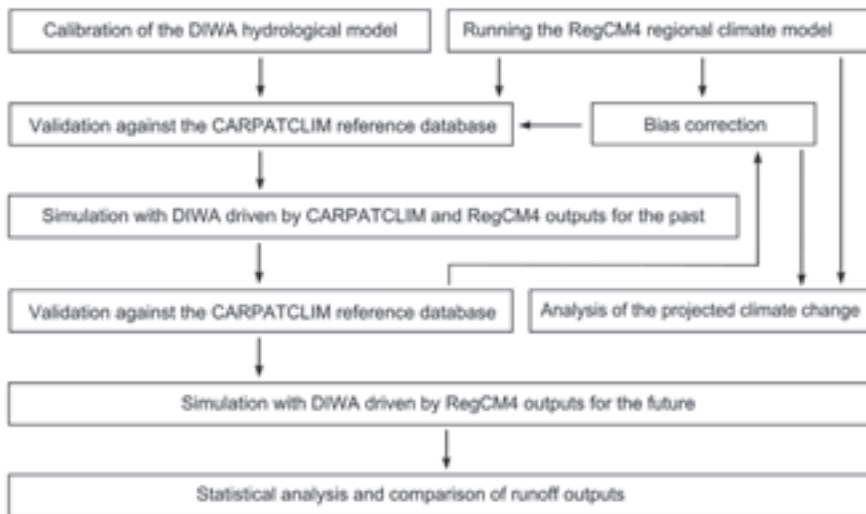 Calibration of the DIWA hydrological model
Running the RegCM4 regional climate model
Validation against the CARPATCLIM reference database
Bias correction
Simulation with DIWA driven by CARPATCLIM and RegCM4 outputs for the past
Validation against the CARPATCLIM reference database
Analysis of the projected climate change
Simulation with DIWA driven by RegCM4 outputs for the future
Statistical analysis and comparison of runoff outputs